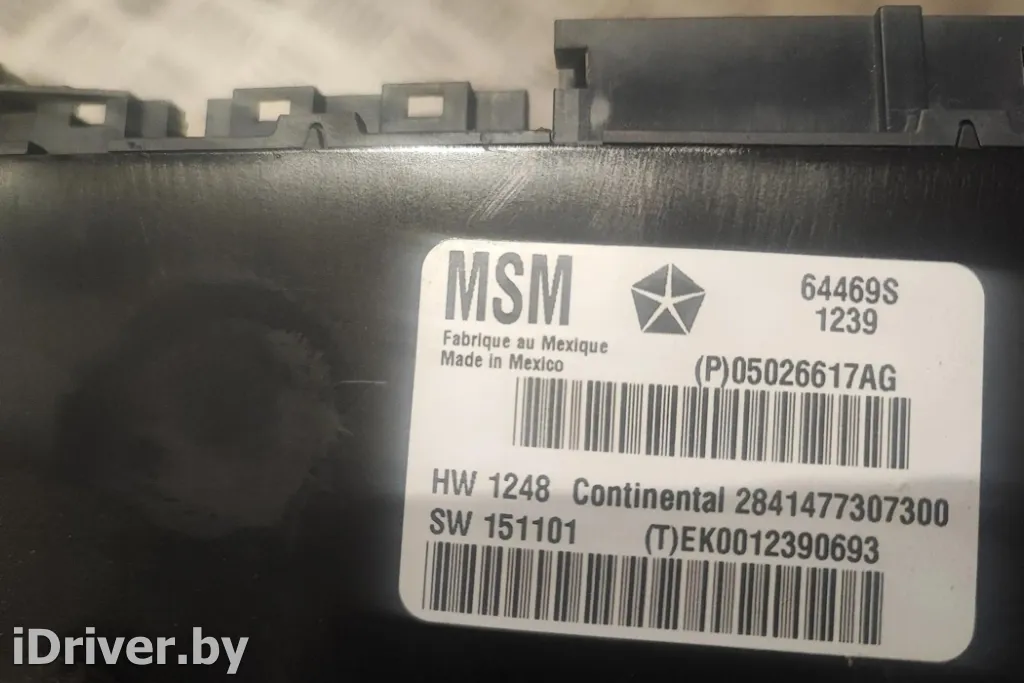 MSM
Fabrique au Mexique
Made in Mexico
64469S
1239
(P)05026617AG
HW 1248 Continental 2841477307300
SW 151101 (T)EK0012390693
iDriver.by